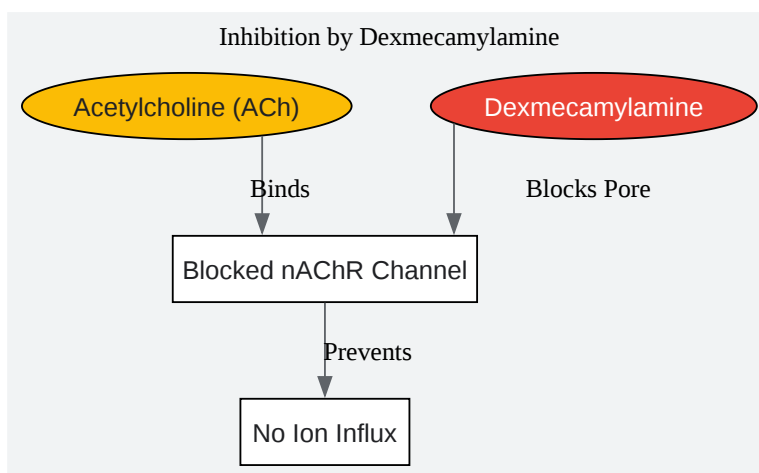 Inhibition by Dexmecamylamine
Acetylcholine (ACh)
Dexmecamylamine
Binds
Blocks Pore
Blocked nAChR Channel
Prevents
No Ion Influx